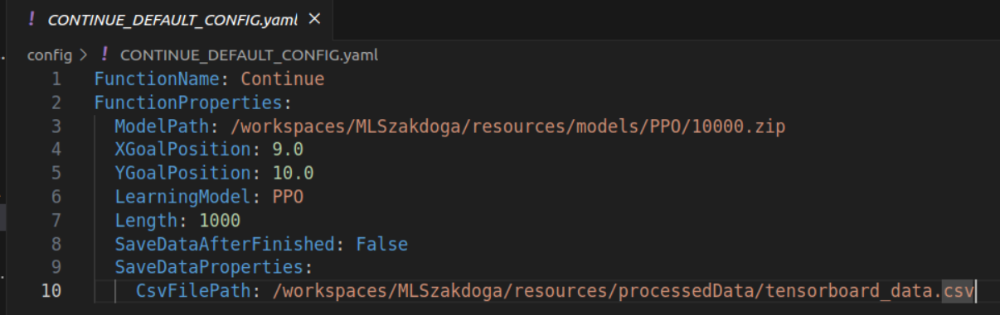 ! CONTINUE_DEFAULT_CONFIG.yaml ×
config > ! CONTINUE_DEFAULT_CONFIG.yaml
1 FunctionName: Continue
2 FunctionProperties:
3 ModelPath: /workspaces/MLSzakdoga/resources/models/PPO/10000.zip
4 XGoalPosition: 9.0
5 YGoalPosition: 10.0
6 LearningModel: PPO
7 Length: 1000
8 SaveDataAfterFinished: False
9 SaveDataProperties:
10 CsvFilePath: /workspaces/MLSzakdoga/resources/processedData/tensorboard_data.csv